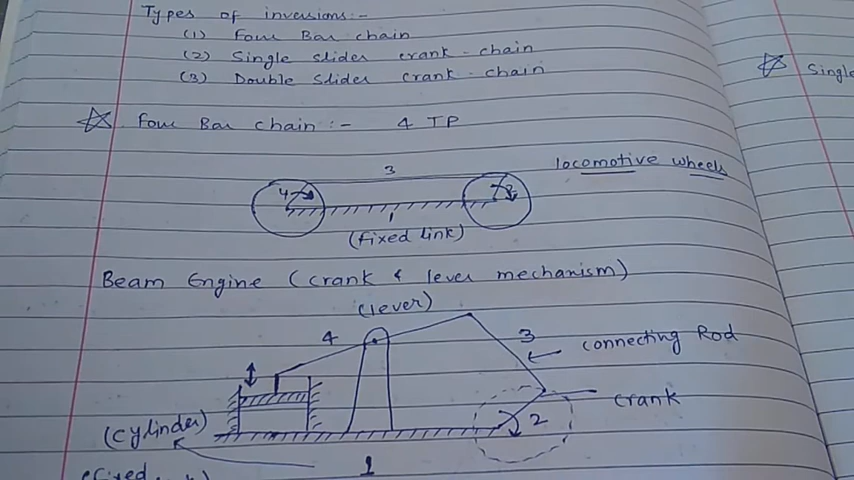 Types of inversions:-
(1) Four Bar chain
(2) Single slider crank-chain
(3) Double Slider crank-chain
Single
Four Bar chain :- 4 TP
3
locomotive wheels
4 2
1
(fixed link)
Beam Engine (crank & lever mechanism)
(lever)
4 3
connecting Rod
crank
2
(cylinder)
1
(Fixed